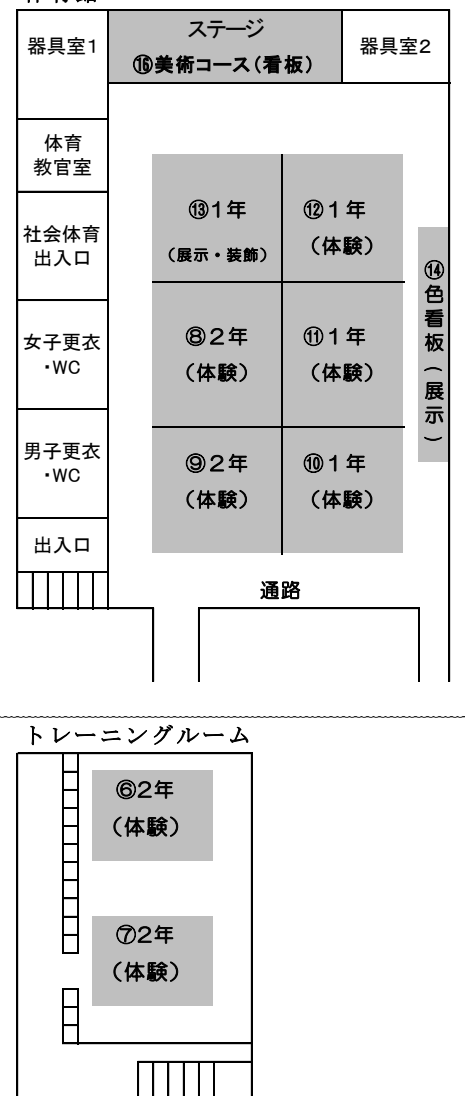 器具室1
ステージ
⑯美術コース(看板)
器具室2
体育
教官室
社会体育
出入口
女子更衣
・WC
男子更衣
・WC
出入口
⑬1年
(展示・装飾)
⑫1年
(体験)
⑧2年
(体験)
⑪1年
(体験)
⑨2年
(体験)
⑩1年
(体験)
⑭色看板(展示)
通路
トレーニングルーム
⑥2年
(体験)
⑦2年
(体験)